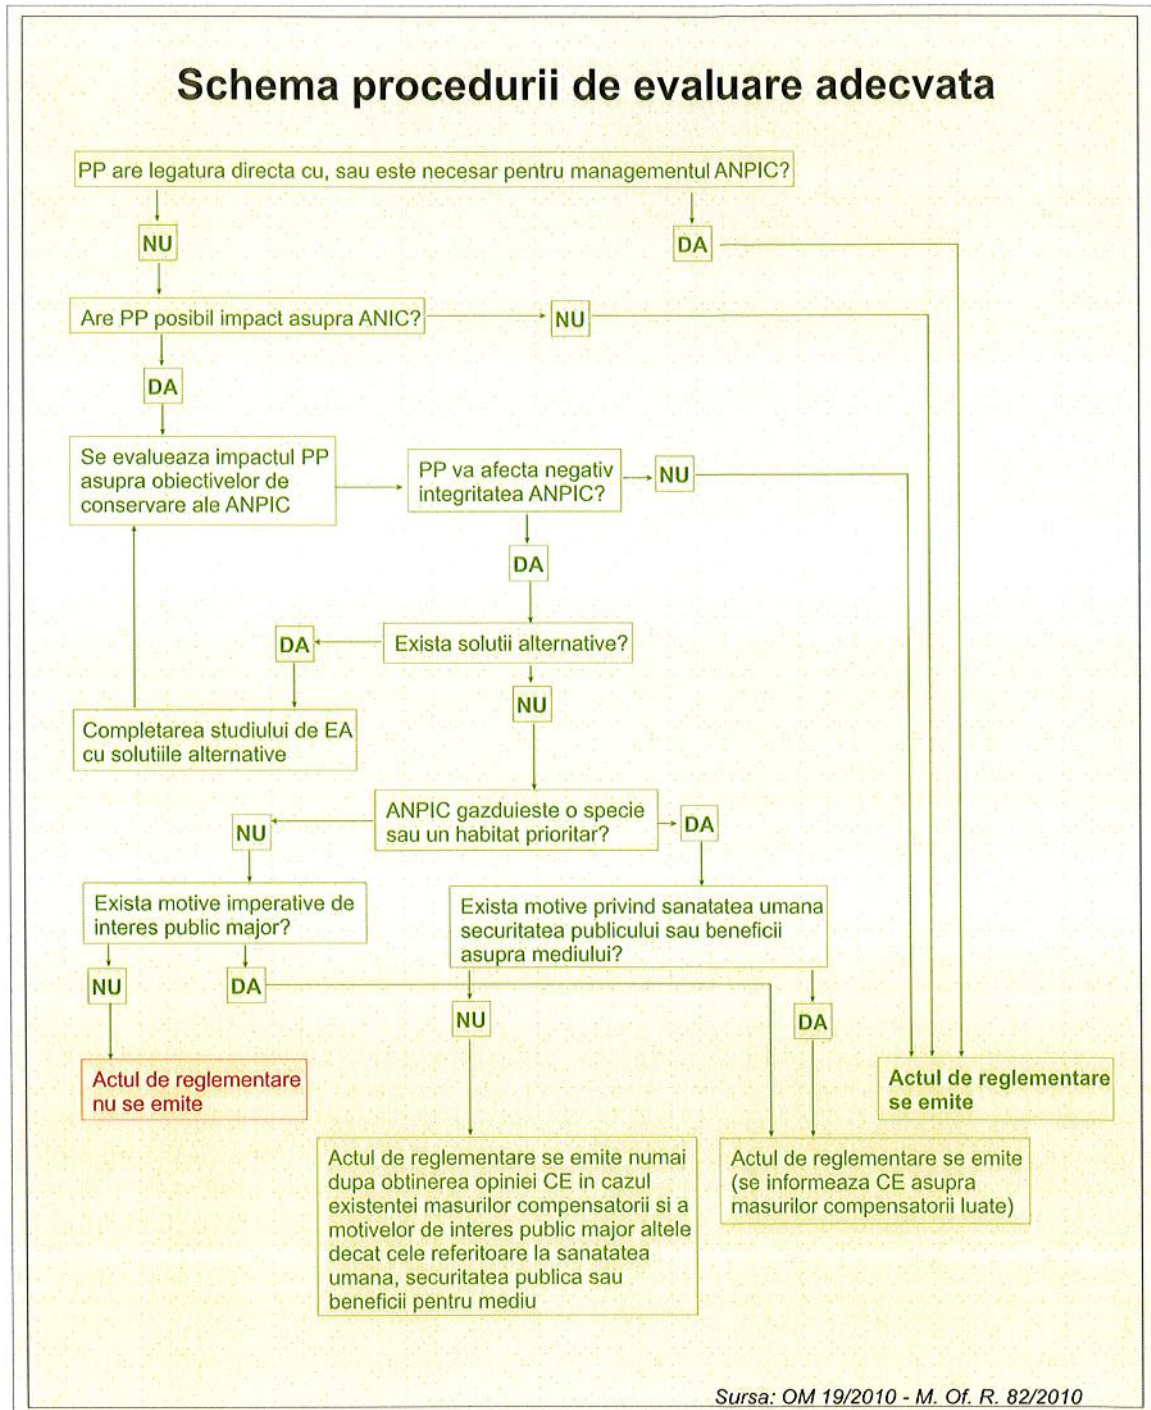 Schema procedurii de evaluare adecvata
PP are legatura directa cu, sau este necesar pentru managementul ANPIC?
NU
DA
Are PP posibil impact asupra ANIC?
NU
DA
Se evalueaza impactul PP
asupra obiectivelor de
conservare ale ANPIC
PP va afecta negativ
integritatea ANPIC?
NU
DA
Exista solutii alternative?
DA
NU
Completarea studiului de EA
cu solutiile alternative
ANPIC gazduieste o specie
sau un habitat prioritar?
NU
DA
Exista motive imperative de
interes public major?
Exista motive privind sanatatea umana
securitatea publicului sau beneficii
asupra mediului?
NU
DA
NU
DA
Actul de reglementare
nu se emite
Actul de reglementare
se emite
Actul de reglementare se emite numai
dupa obtinerea opiniei CE in cazul
existentei masurilor compensatorii si a
motivelor de interes public major altele
decat cele referitoare la sanatatea
umana, securitatea publica sau
beneficii pentru mediu
Actul de reglementare se emite
(se informeaza CE asupra
masurilor compensatorii luate)
Sursa: OM 19/2010 - M. Of. R. 82/2010